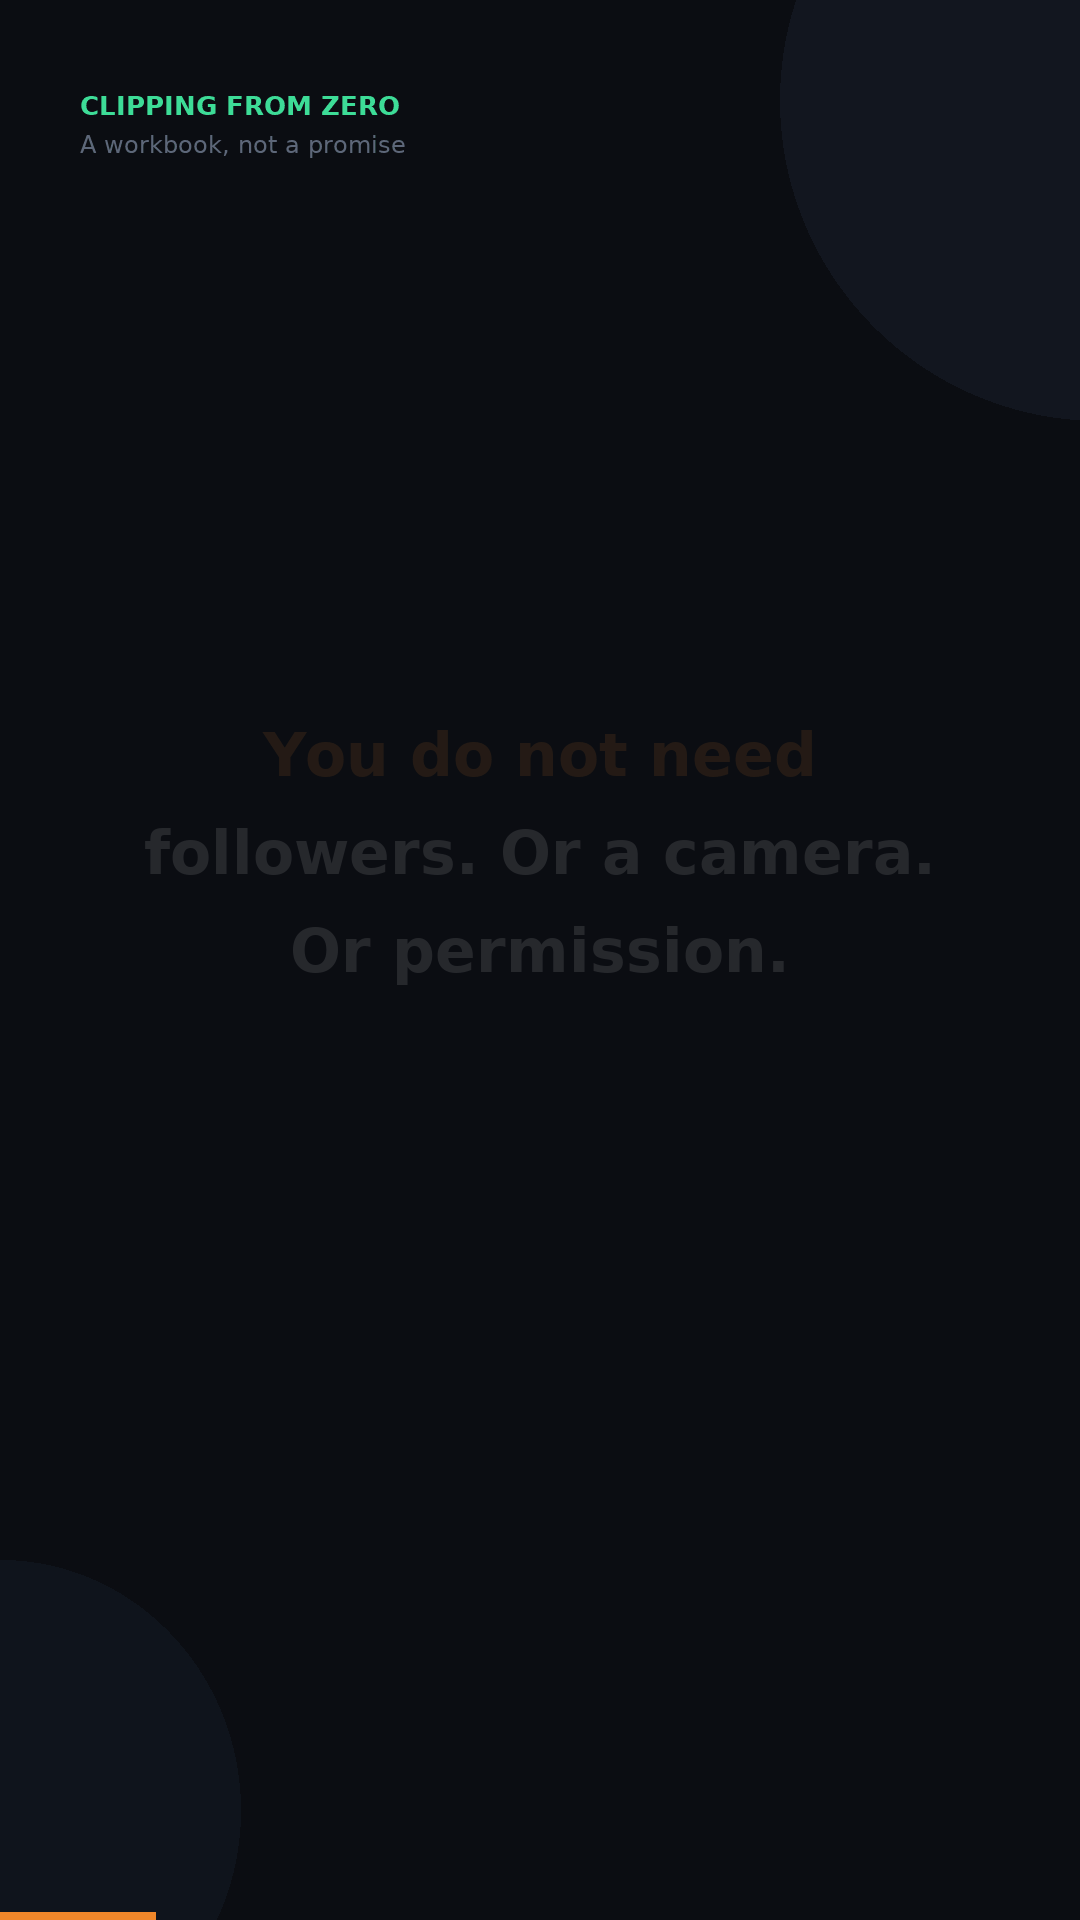 CLIPPING FROM ZERO
A workbook, not a promise
You do not need
followers. Or a camera.
Or permission.